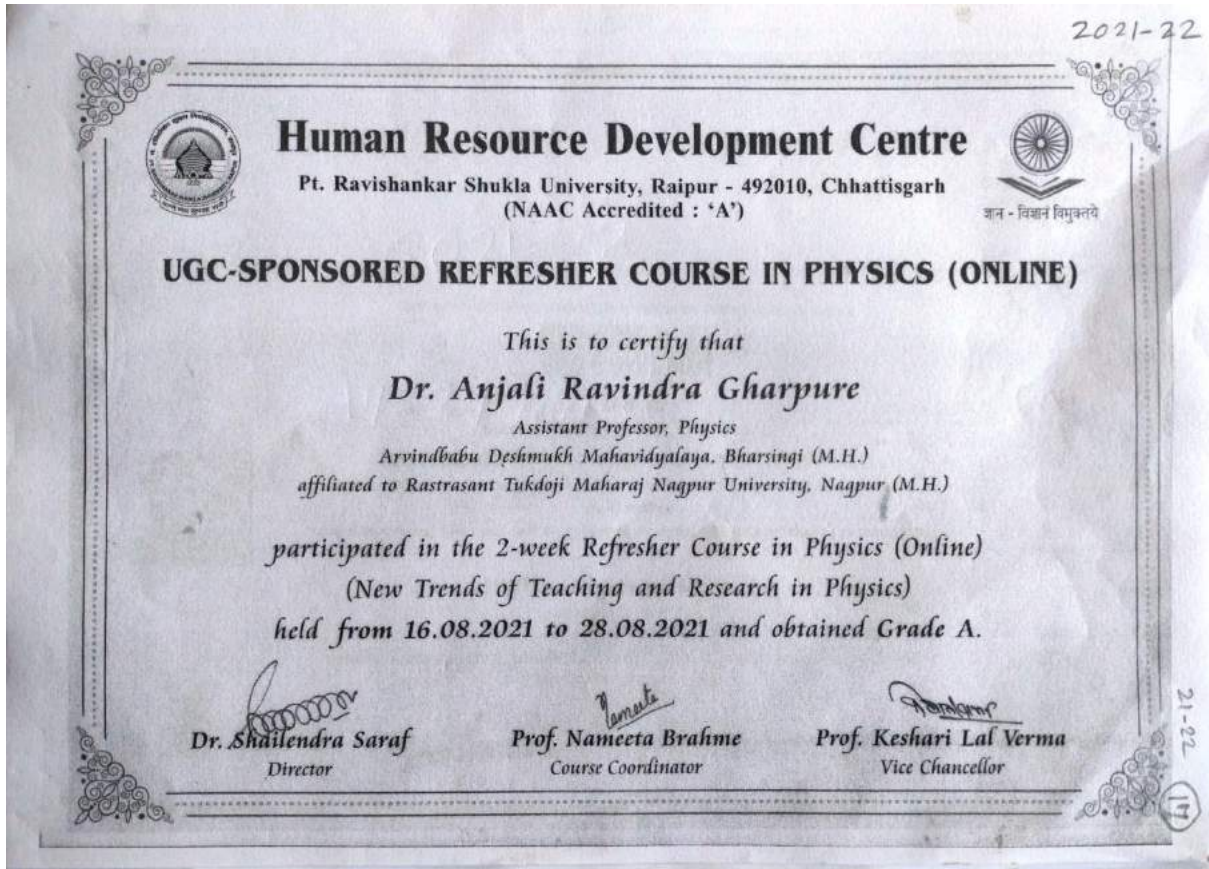 2021-22
Human Resource Development Centre
Pt. Ravishankar Shukla University, Raipur - 492010, Chhattisgarh
(NAAC Accredited : ‘A’)
ज्ञान - विज्ञानं विमुक्तये
UGC-SPONSORED REFRESHER COURSE IN PHYSICS (ONLINE)
This is to certify that
Dr. Anjali Ravindra Gharpure
Assistant Professor, Physics
Arvindbabu Deshmukh Mahavidyalaya, Bharsingi (M.H.)
affiliated to Rastrasant Tukdoji Maharaj Nagpur University, Nagpur (M.H.)
participated in the 2-week Refresher Course in Physics (Online)
(New Trends of Teaching and Research in Physics)
held from 16.08.2021 to 28.08.2021 and obtained Grade A.
Nameeta
Dr. Shailendra Saraf
Prof. Nameeta Brahme
Prof. Keshari Lal Verma
Director
Course Coordinator
Vice Chancellor
21-22